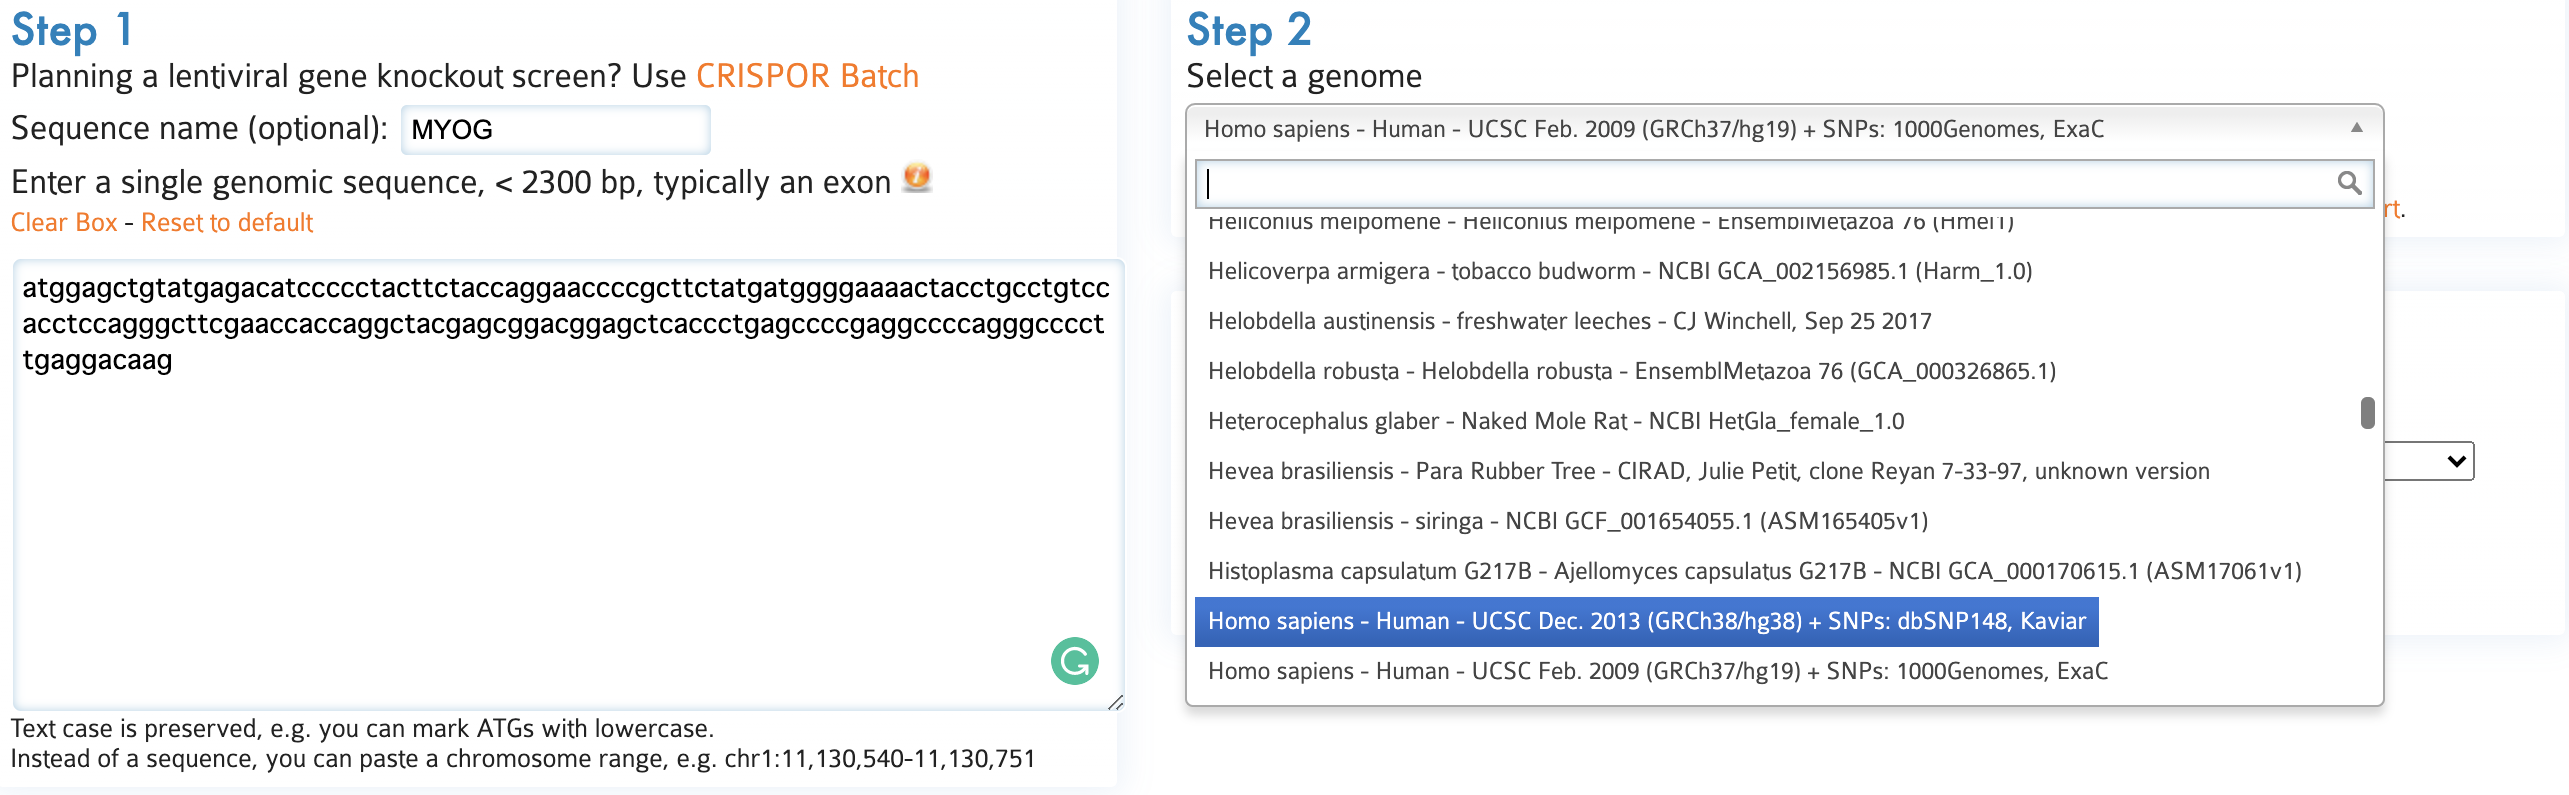 Step 1
Planning a lentiviral gene knockout screen? Use CRISPOR Batch
Sequence name (optional): MYOG
Enter a single genomic sequence, < 2300 bp, typically an exon
Clear Box - Reset to default
atggagctgtatgagacatccccctacttctaccaggaaccccgcttctatgatggggaaaactacctgcctgtcc
acctccagggcttcgaaccaccaggctacgagcggacggagctcaccctgagccccgaggccccagggcccct
tgaggacaag
Text case is preserved, e.g. you can mark ATGs with lowercase.
Instead of a sequence, you can paste a chromosome range, e.g. chr1:11,130,540-11,130,751
Step 2
Select a genome
Homo sapiens - Human - UCSC Feb. 2009 (GRCh37/hg19) + SNPs: 1000Genomes, ExaC
rt.
Heliconius melpomene - Heliconius melpomene - EnsemblMetazoa 76 (Hmel1)
Helicoverpa armigera - tobacco budworm - NCBI GCA_002156985.1 (Harm_1.0)
Helobdella austinensis - freshwater leeches - CJ Winchell, Sep 25 2017
Helobdella robusta - Helobdella robusta - EnsemblMetazoa 76 (GCA_000326865.1)
Heterocephalus glaber - Naked Mole Rat - NCBI HetGla_female_1.0
Hevea brasiliensis - Para Rubber Tree - CIRAD, Julie Petit, clone Reyan 7-33-97, unknown version
Hevea brasiliensis - siringa - NCBI GCF_001654055.1 (ASM165405v1)
Histoplasma capsulatum G217B - Ajellomyces capsulatus G217B - NCBI GCA_000170615.1 (ASM17061v1)
Homo sapiens - Human - UCSC Dec. 2013 (GRCh38/hg38) + SNPs: dbSNP148, Kaviar
Homo sapiens - Human - UCSC Feb. 2009 (GRCh37/hg19) + SNPs: 1000Genomes, ExaC